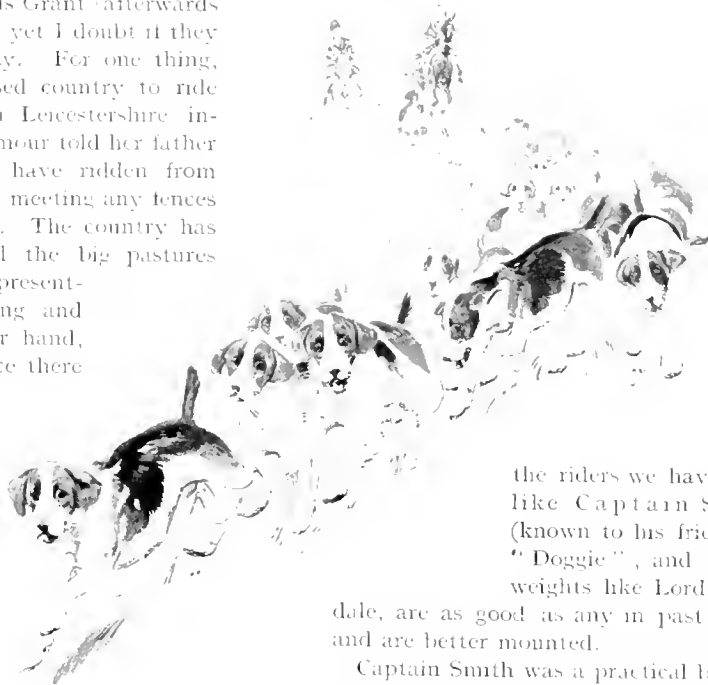 s Grant afterwards
yet I doubt if they
y. For one thing,
ed country to ride
Leicestershire in-
mour told her father
have ridden from
meeting any fences
. The country has
the big pastures
present-
ng and
r hand,
e there
the riders we hav
like Captain S
(known to his frie
" Doggie ", and
weights like Lord
dale, are as good as any in past
and are better mounted.
Captain Smith was a practical h